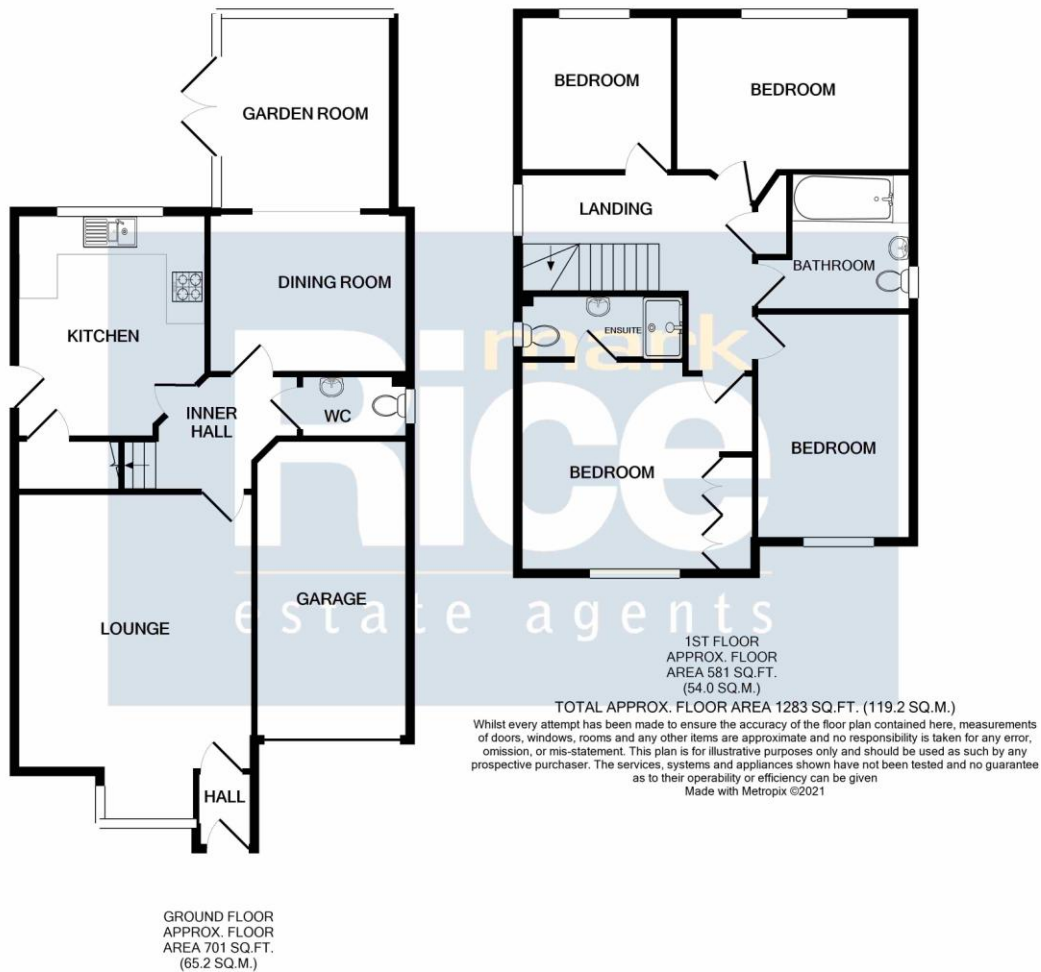 GARDEN ROOM
DINING ROOM
KITCHEN
INNER
HALL
WC
LOUNGE
GARAGE
HALL
GROUND FLOOR
APPROX. FLOOR
AREA 701 SQ.FT.
(65.2 SQ.M.)
BEDROOM
BEDROOM
LANDING
BATHROOM
ENSUITE
BEDROOM
BEDROOM
mark
Rice
estate agents
1ST FLOOR
APPROX. FLOOR
AREA 581 SQ.FT.
(54.0 SQ.M.)
TOTAL APPROX. FLOOR AREA 1283 SQ.FT. (119.2 SQ.M.)
Whilst every attempt has been made to ensure the accuracy of the floor plan contained here, measurements
of doors, windows, rooms and any other items are approximate and no responsibility is taken for any error,
omission, or mis-statement. This plan is for illustrative purposes only and should be used as such by any
prospective purchaser. The services, systems and appliances shown have not been tested and no guarantee
as to their operability or efficiency can be given
Made with Metropix ©2021